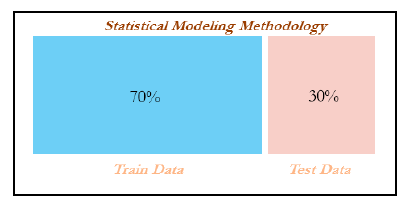 Statistical Modeling Methodology
70% 30%
Train Data Test Data